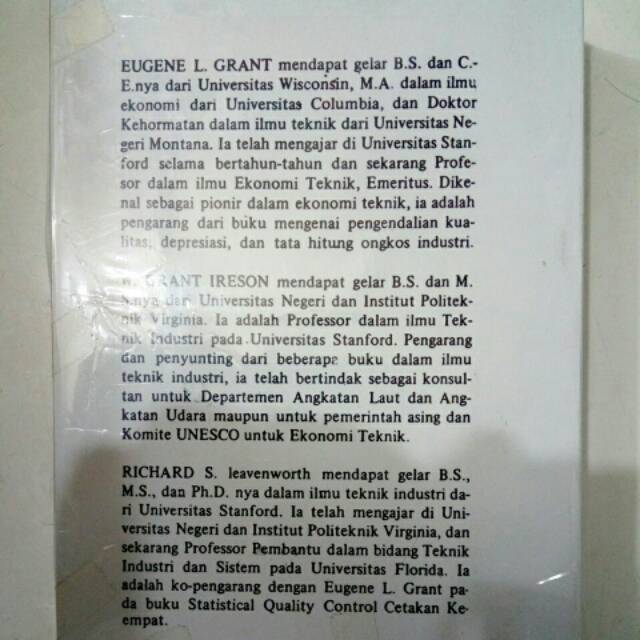 EUGENE L. GRANT mendapat gelar B.S. dan C.-
E.nya dari Universitas Wisconsin, M.A. dalam ilmu
ekonomi dari Universitas Columbia, dan Doktor
Kehormatan dalam ilmu teknik dari Universitas Ne-
geri Montana. Ia telah mengajar di Universitas Stan-
ford selama bertahun-tahun dan sekarang Profe-
sor dalam ilmu Ekonomi Teknik, Emeritus. Dike-
nal sebagai pionir dalam ekonomi teknik, ia adalah
pengarang dari buku mengenai pengendalian kua-
litas, depresiasi, dan tata hitung ongkos industri.
W. GRANT IRESON mendapat gelar B.S. dan M.
S.nya dari Universitas Negeri dan Institut Politek-
nik Virginia. Ia adalah Professor dalam ilmu Tek-
nik Industri pada Universitas Stanford. Pengarang
dan penyunting dari beberapa buku dalam ilmu
teknik industri, ia telah bertindak sebagai konsul-
tan untuk Departemen Angkatan Laut dan Ang-
katan Udara maupun untuk pemerintah asing dan
Komite UNESCO untuk Ekonomi Teknik.
RICHARD S. leavenworth mendapat gelar B.S.,
M.S., dan Ph.D. nya dalam ilmu teknik industri da-
ri Universitas Stanford. Ia telah mengajar di Uni-
versitas Negeri dan Institut Politeknik Virginia, dan
sekarang Professor Pembantu dalam bidang Teknik
Industri dan Sistem pada Universitas Florida. Ia
adalah ko-pengarang dengan Eugene L. Grant pa-
da buku Statistical Quality Control Cetakan Ke-
empat.